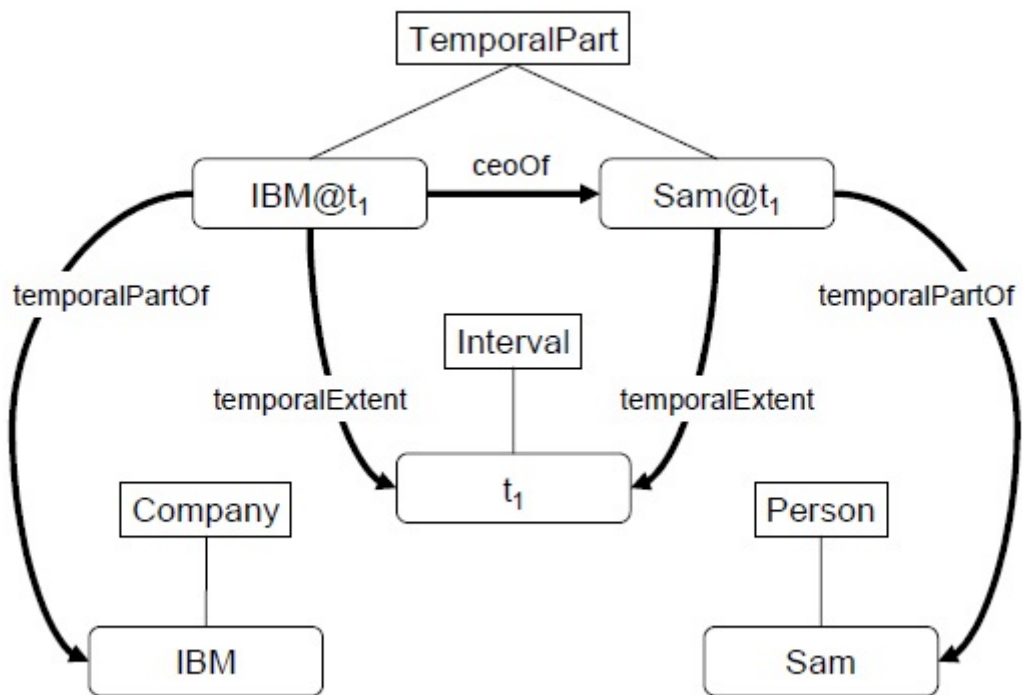 TemporalPart
IBM@t₁
ceoOf
Sam@t₁
temporalPartOf
temporalPartOf
Interval
temporalExtent
temporalExtent
t₁
Company
Person
IBM
Sam